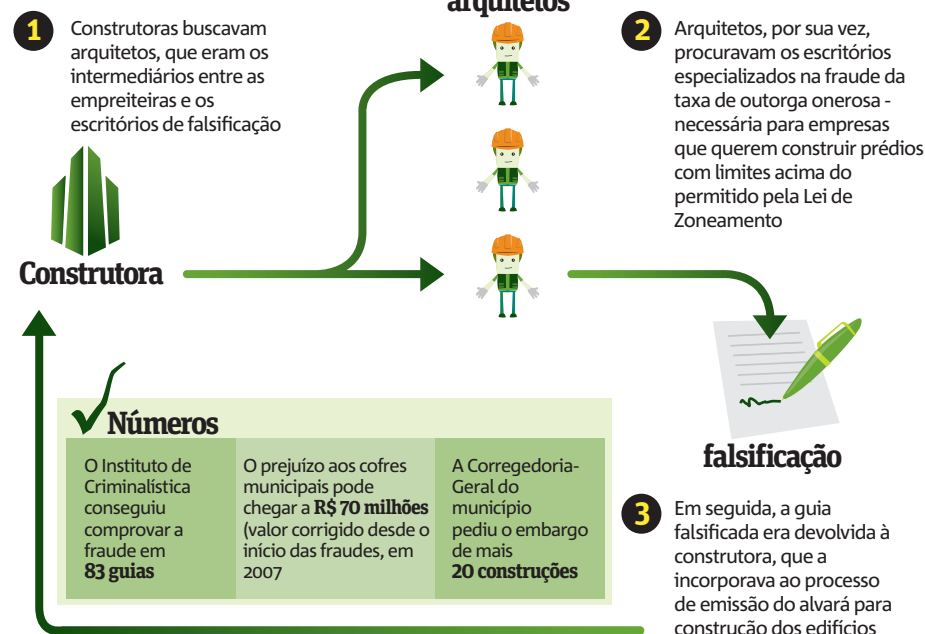 arquitetos
1
Construtoras buscavam
arquitetos, que eram os
intermediários entre as
empreiteiras e os
escritórios de falsificação
2
Arquitetos, por sua vez,
procuravam os escritórios
especializados na fraude da
taxa de outorga onerosa -
necessária para empresas
que querem construir prédios
com limites acima do
permitido pela Lei de
Zoneamento
Construtora
falsificação
Números
O Instituto de
Criminalística
conseguiu
comprovar a
fraude em
83 guias
O prejuízo aos cofres
municipais pode
chegar a R$ 70 milhões
(valor corrigido desde o
início das fraudes, em
2007
A Corregedoria-
Geral do
município
pediu o embargo
de mais
20 construções
3
Em seguida, a guia
falsificada era devolvida à
construtora, que a
incorporava ao processo
de emissão do alvará para
construção dos edifícios